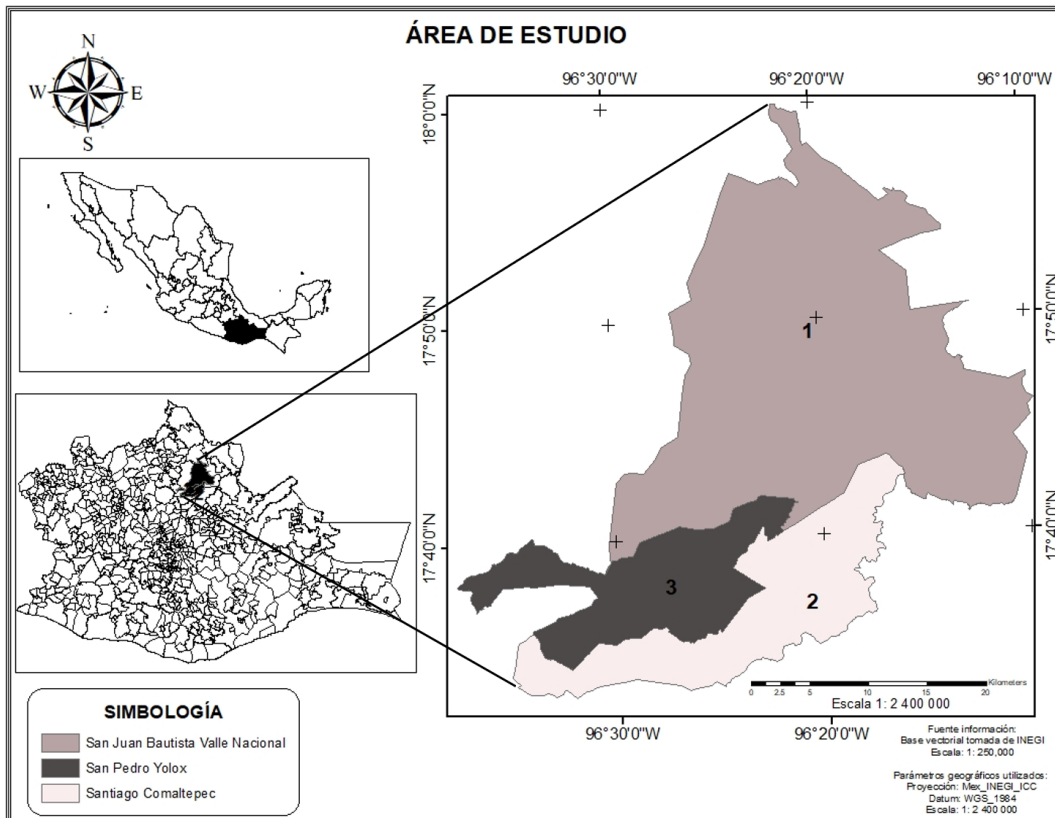 ÁREA DE ESTUDIO
N
W E
S
96°30'0"W 96°20'0"W 96°10'0"W
18°0'0"N
17°50'0"N
17°40'0"N
17°50'0"N
17°40'0"N
1
2
3
0 2.5 5 10 15 20 Kilometers
Escala 1: 2 400 000
96°30'0"W 96°20'0"W
SIMBOLOGÍA
San Juan Bautista Valle Nacional
San Pedro Yolox
Santiago Comaltepec
Fuente información:
Base vectorial tomada de INEGI
Escala: 1: 250,000
Parámetros geográficos utilizados:
Proyección: Mex_INEGI_ICC
Datum: WGS_1984
Escala: 1: 2 400 000